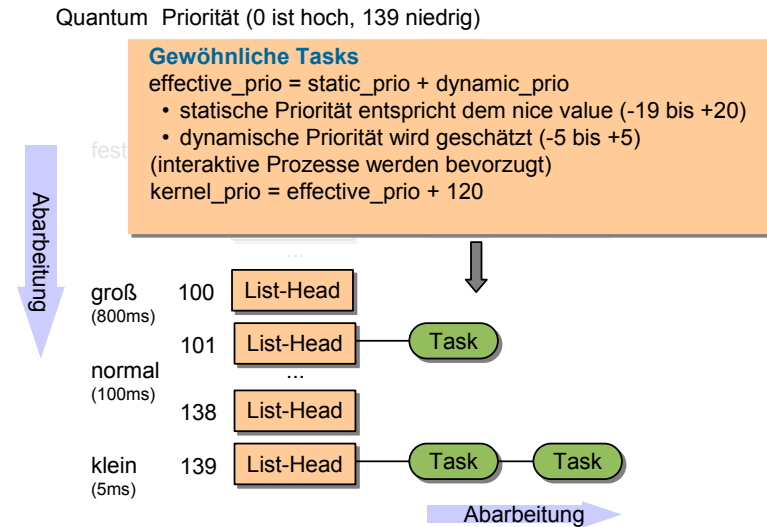 Quantum Priorität (0 ist hoch, 139 niedrig)
Gewöhnliche Tasks
effective_prio = static_prio + dynamic_prio
• statische Priorität entspricht dem nice value (-19 bis +20)
• dynamische Priorität wird geschätzt (-5 bis +5)
(interaktive Prozesse werden bevorzugt)
kernel_prio = effective_prio + 120
fest
Abarbeitung
...
groß 100 List-Head
(800ms)
101 List-Head Task
normal ...
(100ms)
138 List-Head
klein 139 List-Head Task Task
(5ms)
Abarbeitung